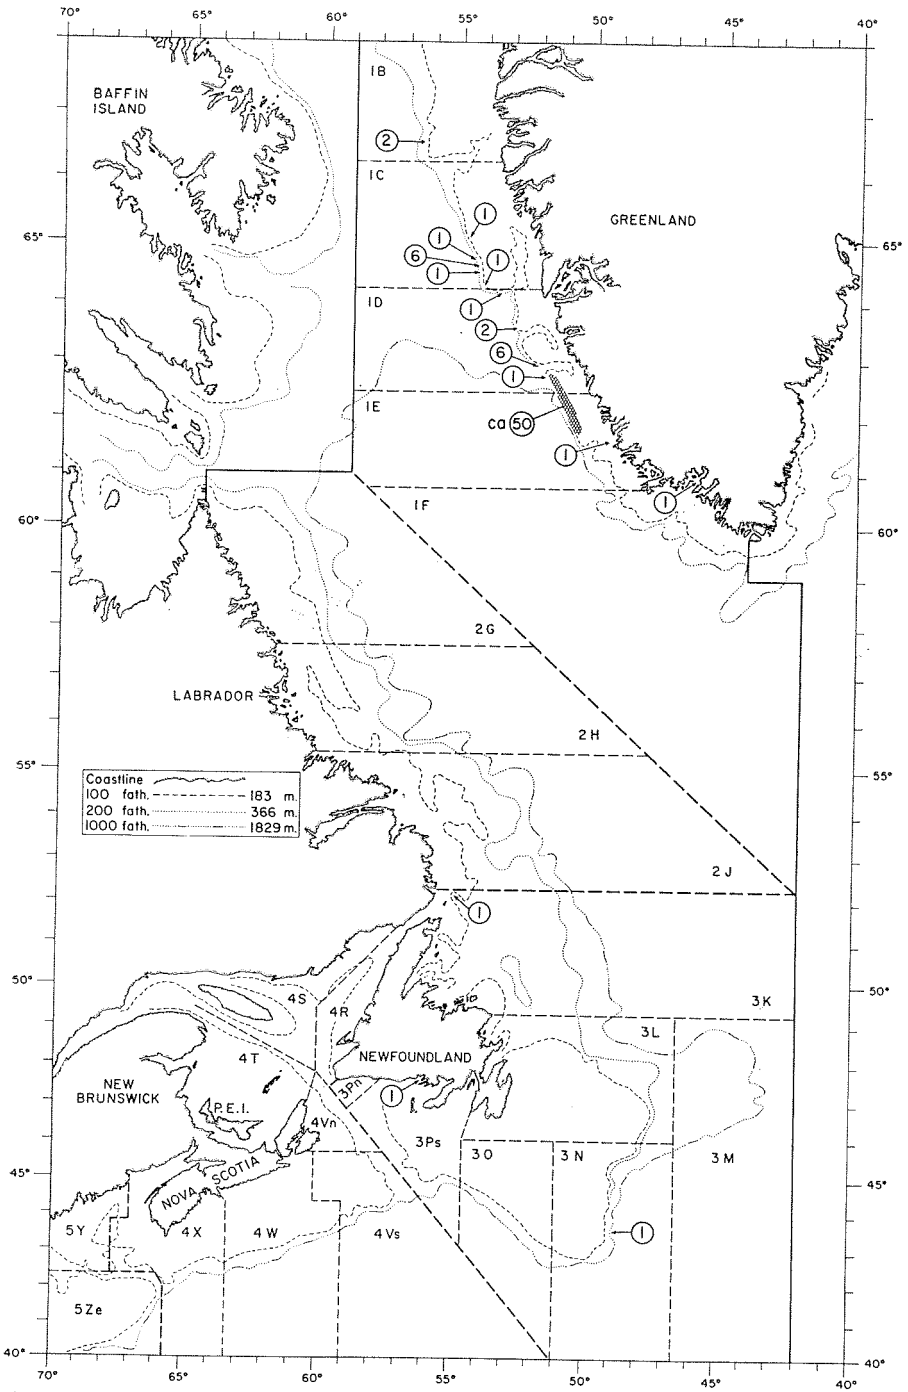 70° 65° 60° 55° 50° 45° 40°
BAFFIN
ISLAND
1B
2
1C
GREENLAND
1
65° 65°
1
6 1
1
1D
1
2
6
1
1E
ca 50
1
1F
1
60° 60°
2G
LABRADOR
2H
55° 55°
Coastline
100 fath. 183 m.
200 fath. 366 m.
1000 fath. 1829 m.
2J
1
50° 50°
4S
4R
3K
3L
4T
NEWFOUNDLAND
NEW
BRUNSWICK
3Pn
1
P.E.I.
4Vn
3Ps
3O 3N 3M
SCOTIA
NOVA
45° 45°
5Y 4X 4W 4Vs
1
5Ze
40° 40°
70° 65° 60° 55° 50° 45° 40°